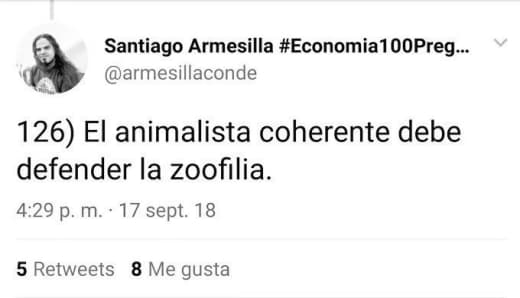 Santiago Armesilla #Economia100Preg...
@armesillaconde
126) El animalista coherente debe
defender la zoofilia.
4:29 p. m. · 17 sept. 18
5 Retweets 8 Me gusta